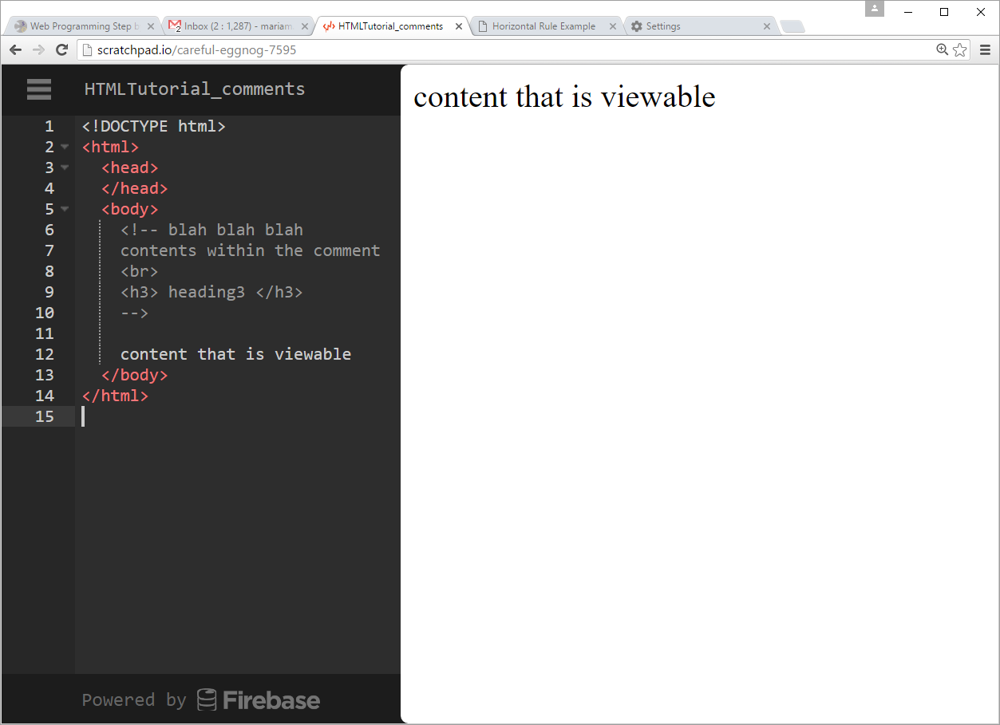 Web Programming Step b
Inbox (2 : 1,287) - mariam
HTMLTutorial_comments
Horizontal Rule Example
Settings
scratchpad.io/careful-eggnog-7595
HTMLTutorial_comments
1 <!DOCTYPE html>
2 <html>
3 <head>
4 </head>
5 <body>
6 <!-- blah blah blah
7 contents within the comment
8 <br>
9 <h3> heading3 </h3>
10 -->
11
12 content that is viewable
13 </body>
14 </html>
15
Powered by Firebase
content that is viewable